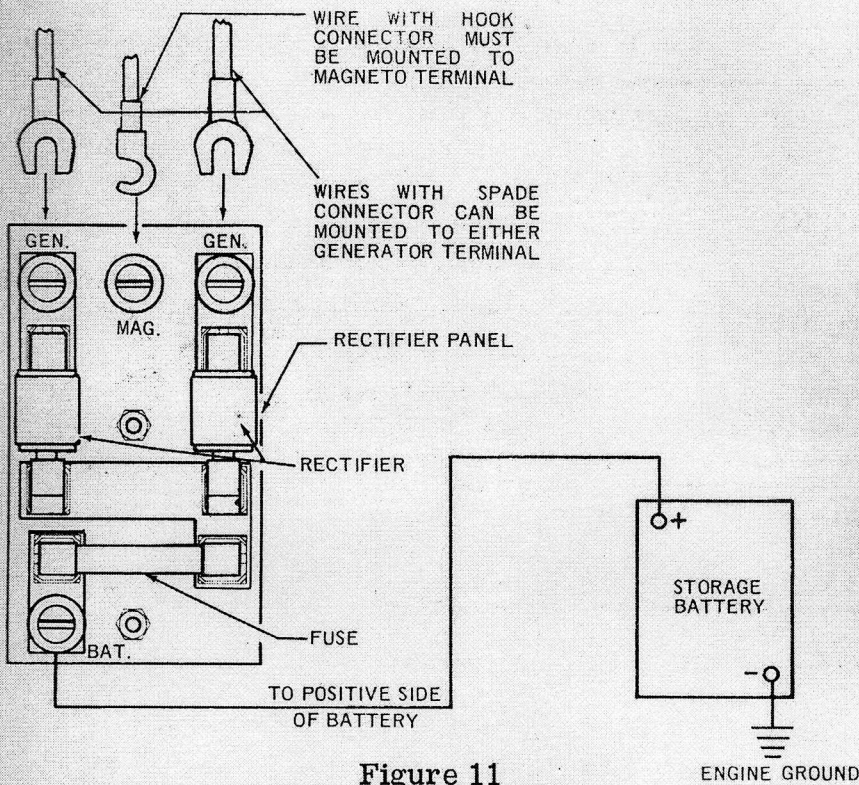 WIRE WITH HOOK
CONNECTOR MUST
BE MOUNTED TO
MAGNETO TERMINAL
WIRES WITH SPADE
CONNECTOR CAN BE
MOUNTED TO EITHER
GENERATOR TERMINAL
GEN.
GEN.
MAG.
RECTIFIER PANEL
RECTIFIER
+
STORAGE
BATTERY
-
FUSE
BAT.
TO POSITIVE SIDE
OF BATTERY
Figure 11
ENGINE GROUND